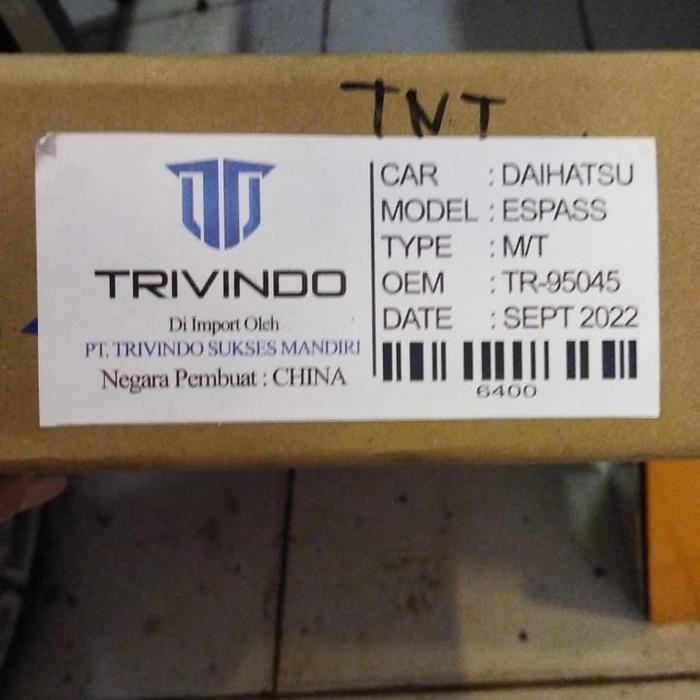 TNT
TRIVINDO
Di Import Oleh
PT. TRIVINDO SUKSES MANDIRI
Negara Pembuat : CHINA
CAR : DAIHATSU
MODEL : ESPASS
TYPE : M/T
OEM : TR-95045
DATE : SEPT 2022
6400